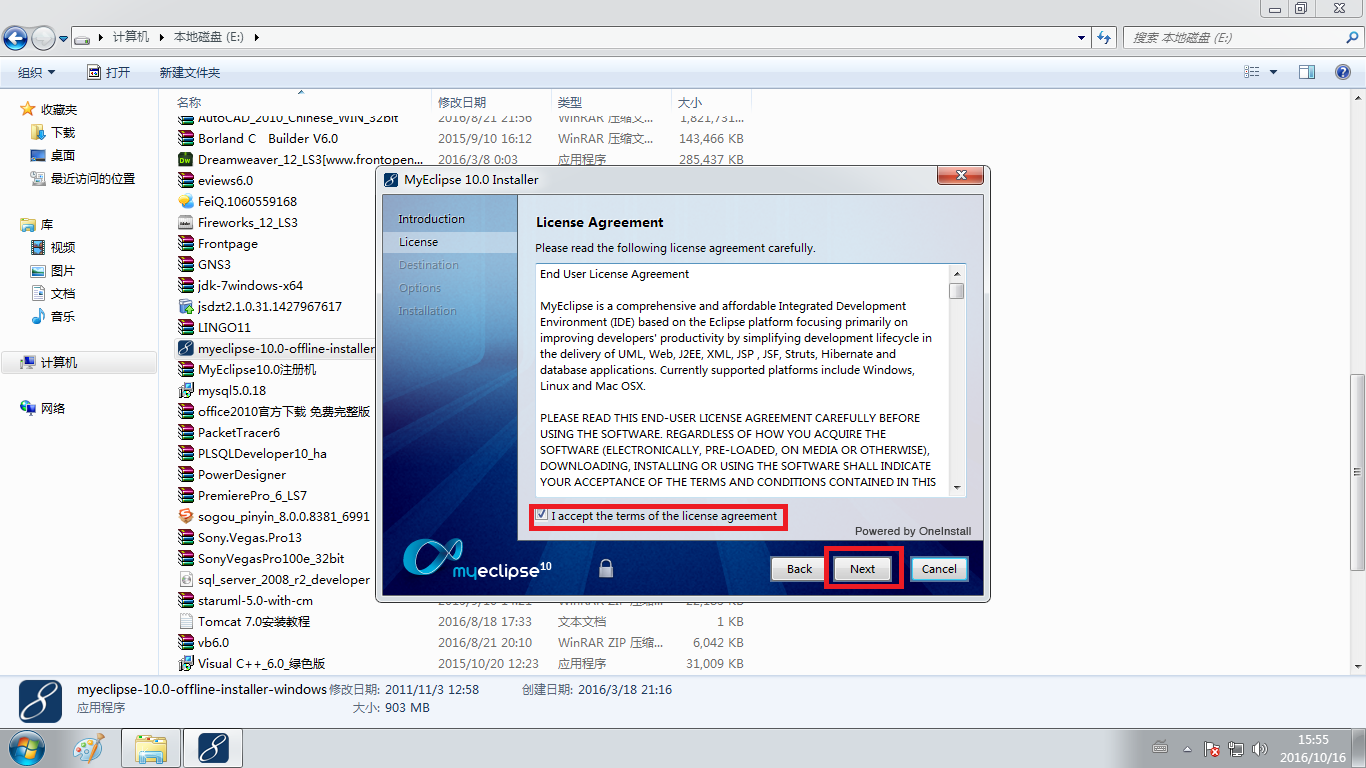 计算机 ▸ 本地磁盘 (E:) ▸
搜索 本地磁盘 (E:)
组织 打开 新建文件夹
名称 修改日期 类型 大小
收藏夹
下载
桌面
最近访问的位置
库
视频
图片
文档
音乐
计算机
网络
AutoCAD_2010_Chinese_WIN_32bit 2016/8/21 21:56 WinRAR 压缩文... 1,821,731...
Borland C Builder V6.0 2015/9/10 16:12 WinRAR 压缩文... 143,466 KB
Dreamweaver_12_LS3[www.frontopen... 2016/3/8 0:03 应用程序 285,437 KB
eviews6.0
FeiQ.1060559168
Fireworks_12_LS3
Frontpage
GNS3
jdk-7windows-x64
jsdzt2.1.0.31.1427967617
LINGO11
myeclipse-10.0-offline-installer
MyEclipse10.0注册机
mysql5.0.18
office2010官方下载 免费完整版
PacketTracer6
PLSQLDeveloper10_ha
PowerDesigner
PremierePro_6_LS7
sogou_pinyin_8.0.0.8381_6991
Sony.Vegas.Pro13
SonyVegasPro100e_32bit
sql_server_2008_r2_developer
staruml-5.0-with-cm
Tomcat 7.0安装教程 2016/8/18 17:33 文本文档 1 KB
vb6.0 2016/8/21 20:10 WinRAR ZIP 压缩... 6,042 KB
Visual C++_6.0_绿色版 2015/10/20 12:23 应用程序 31,009 KB
MyEclipse 10.0 Installer
Introduction
License
Destination
Options
Installation
License Agreement
Please read the following license agreement carefully.
End User License Agreement
MyEclipse is a comprehensive and affordable Integrated Development
Environment (IDE) based on the Eclipse platform focusing primarily on
improving developers' productivity by simplifying development lifecycle in
the delivery of UML, Web, J2EE, XML, JSP , JSF, Struts, Hibernate and
database applications. Currently supported platforms include Windows,
Linux and Mac OSX.
PLEASE READ THIS END-USER LICENSE AGREEMENT CAREFULLY BEFORE
USING THE SOFTWARE. REGARDLESS OF HOW YOU ACQUIRE THE
SOFTWARE (ELECTRONICALLY, PRE-LOADED, ON MEDIA OR OTHERWISE),
DOWNLOADING, INSTALLING OR USING THE SOFTWARE SHALL INDICATE
YOUR ACCEPTANCE OF THE TERMS AND CONDITIONS CONTAINED IN THIS
I accept the terms of the license agreement
Powered by OneInstall
myeclipse10
Back Next Cancel
myeclipse-10.0-offline-installer-windows 修改日期: 2011/11/3 12:58 创建日期: 2016/3/18 21:16
应用程序 大小: 903 MB
15:55
2016/10/16